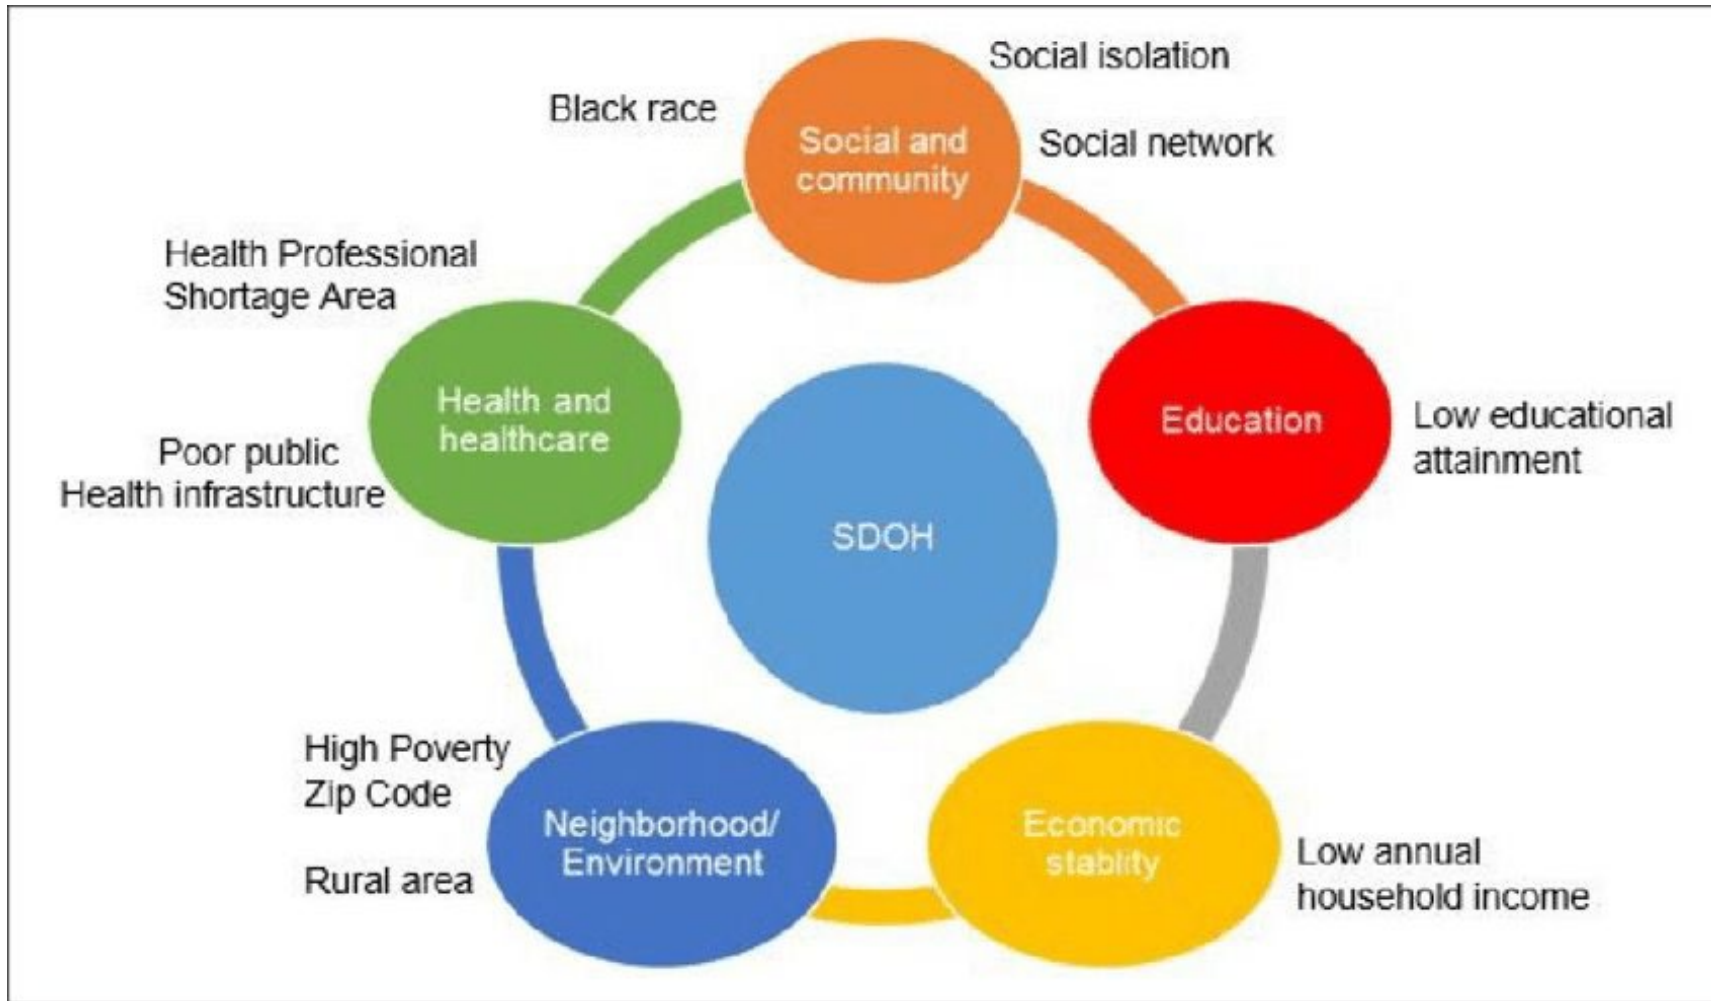 Social isolation
Black race
Social and
community
Social network
Health Professional
Shortage Area
Health and
healthcare
Poor public
Health infrastructure
Education
Low educational
attainment
SDOH
High Poverty
Zip Code
Neighborhood/
Environment
Rural area
Economic
stablity
Low annual
household income